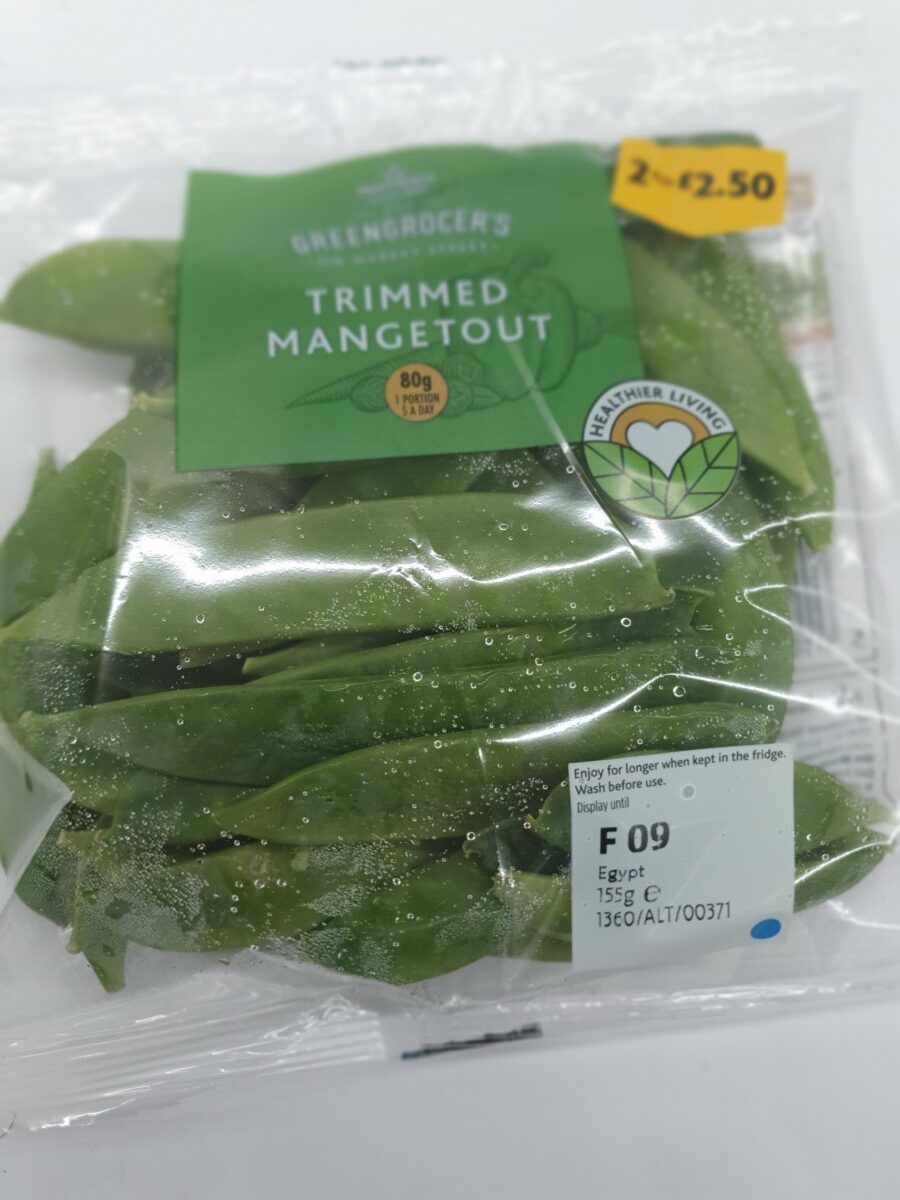 GREENGROCER'S
TRIMMED
MANGETOUT
80g
1 PORTION
5 A DAY
2 £2.50
HEALTHIER LIVING
Enjoy for longer when kept in the fridge.
Wash before use.
Display until
F 09
Egypt
155g e
1360/ALT/00371